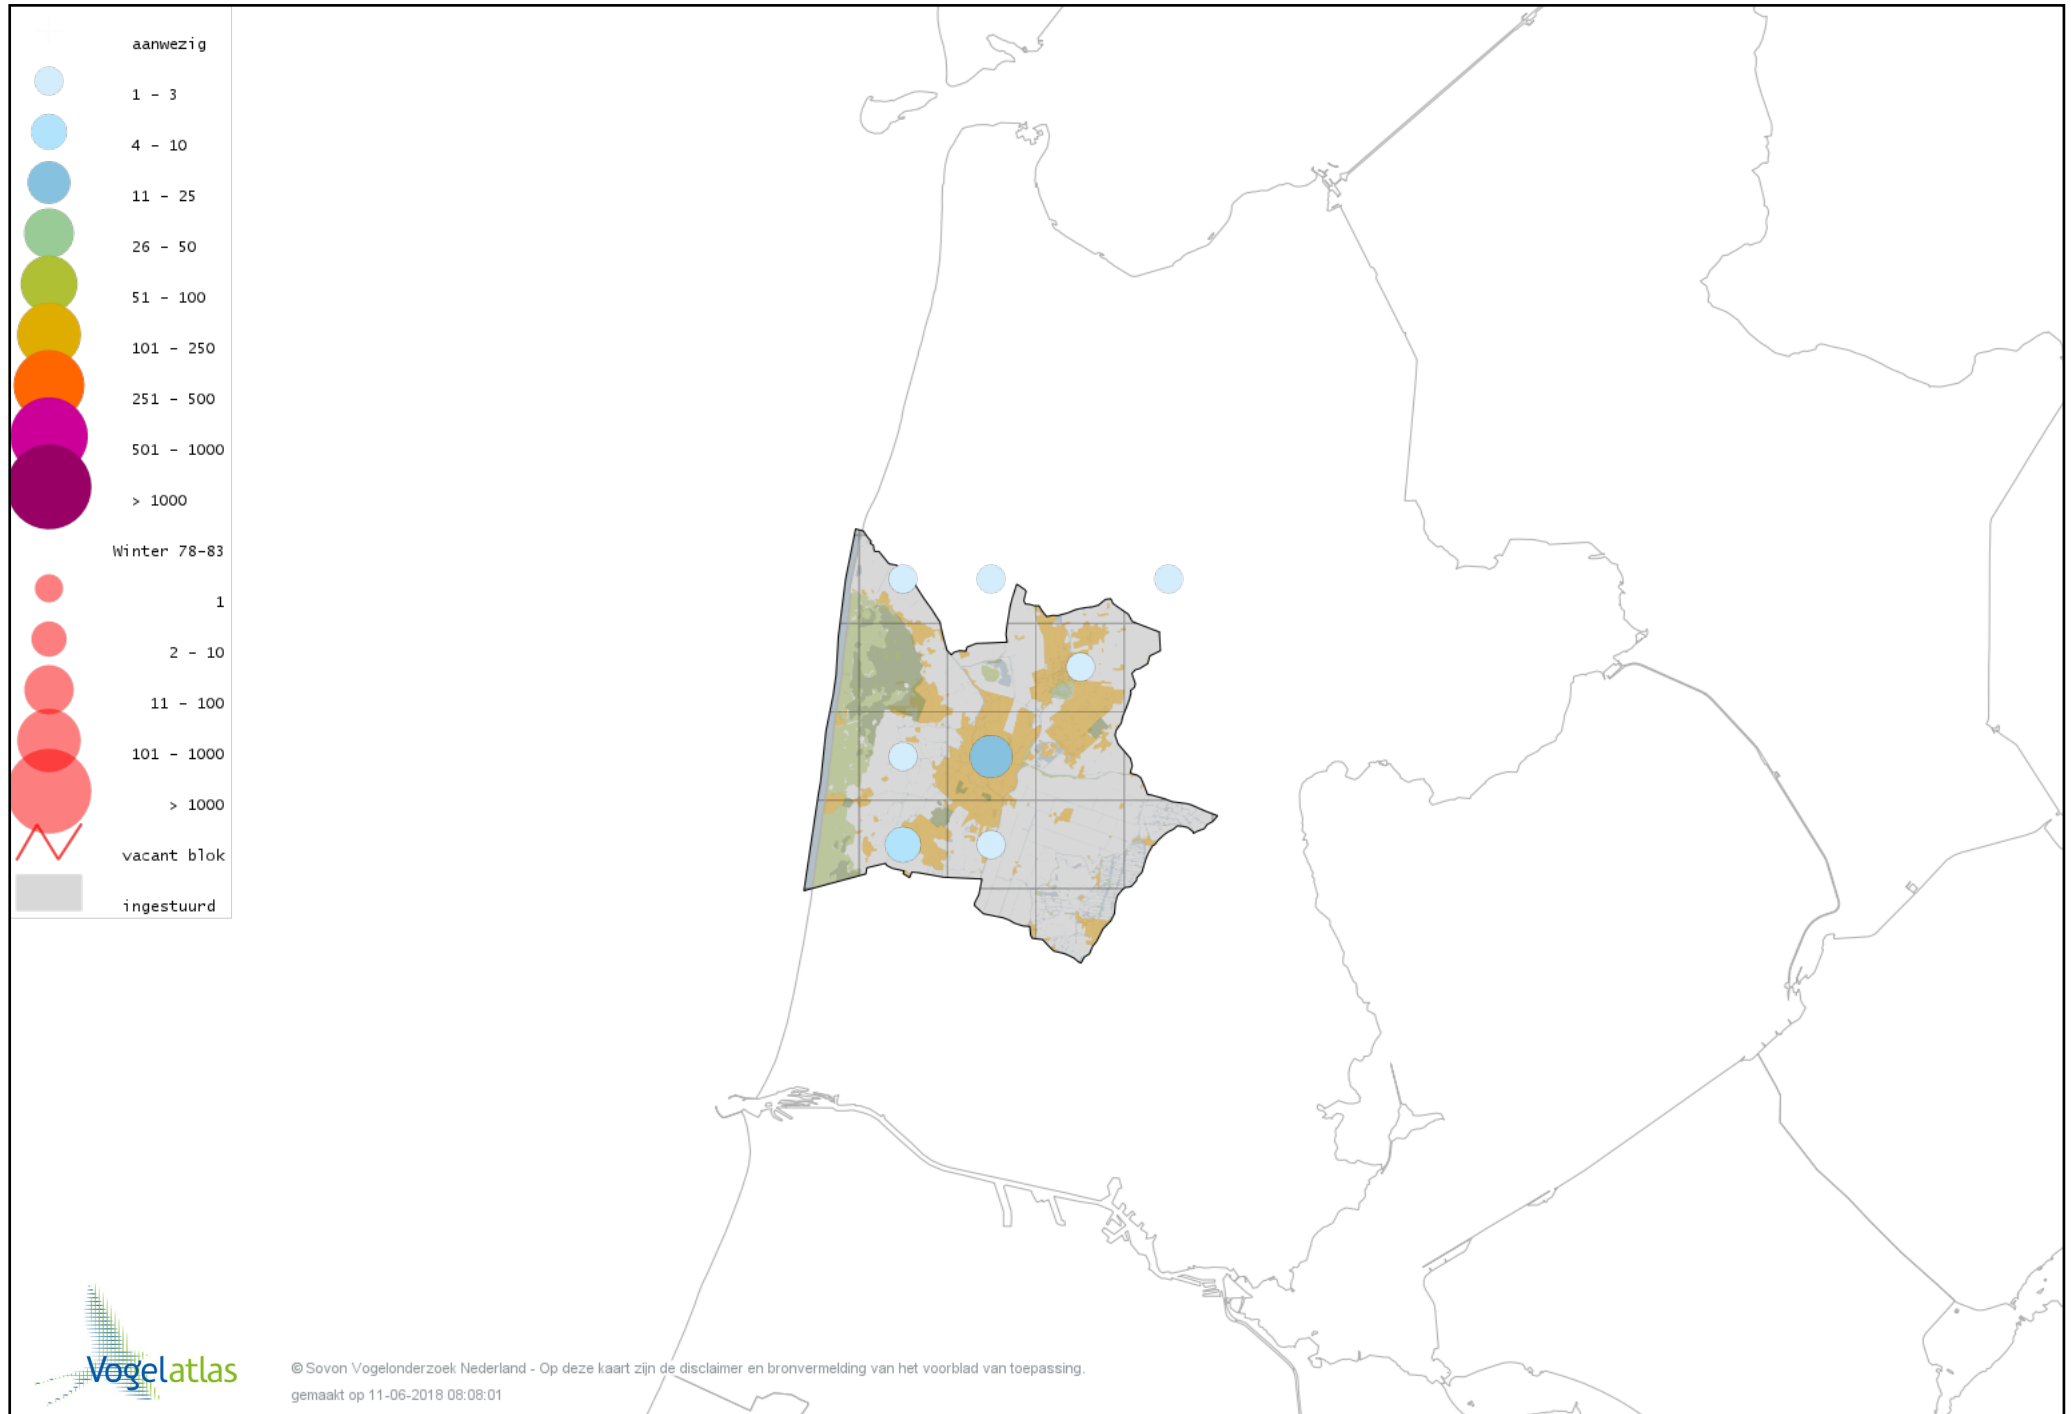 aanwezig
1 - 3
4 - 10
11 - 25
26 - 50
51 - 100
101 - 250
251 - 500
501 - 1000
> 1000
Winter 78-83
1
2 - 10
11 - 100
101 - 1000
> 1000
vacant blok
ingestuurd
Vogelatlas
© Sovon Vogelonderzoek Nederland - Op deze kaart zijn de disclaimer en bronvermelding van het voorblad van toepassing.
gemaakt op 11-06-2018 08:08:01